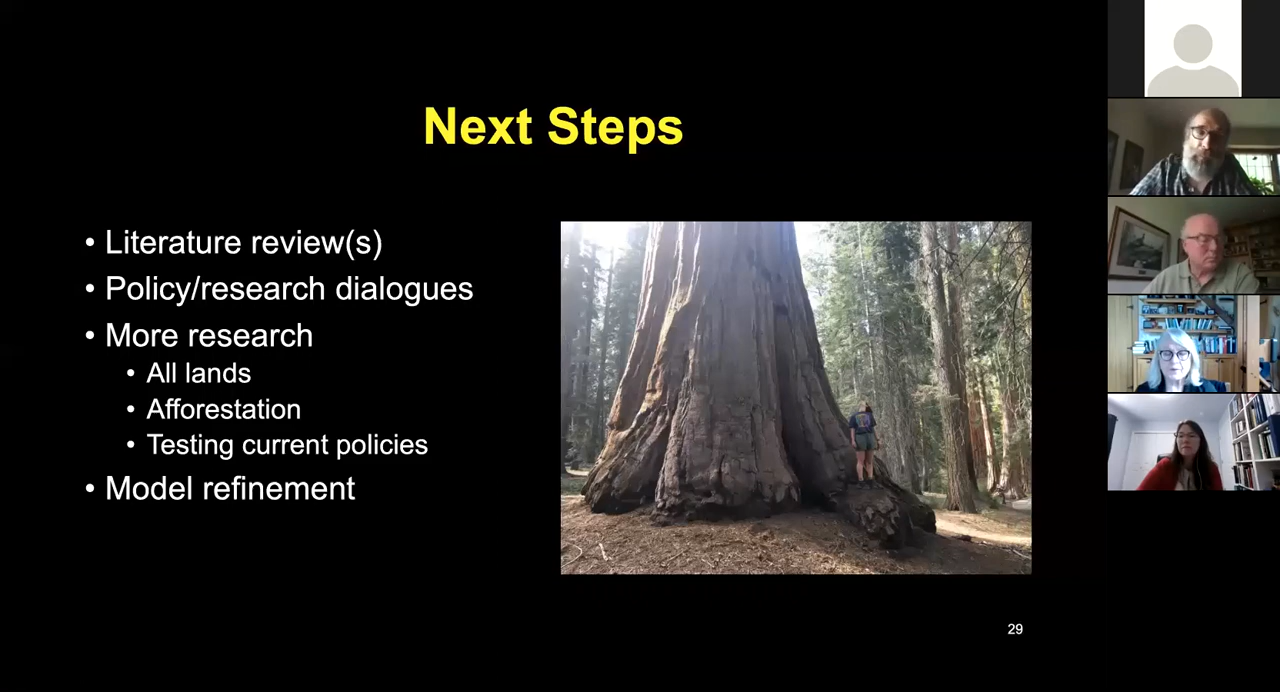 Next Steps
• Literature review(s)
• Policy/research dialogues
• More research
• All lands
• Afforestation
• Testing current policies
• Model refinement
29